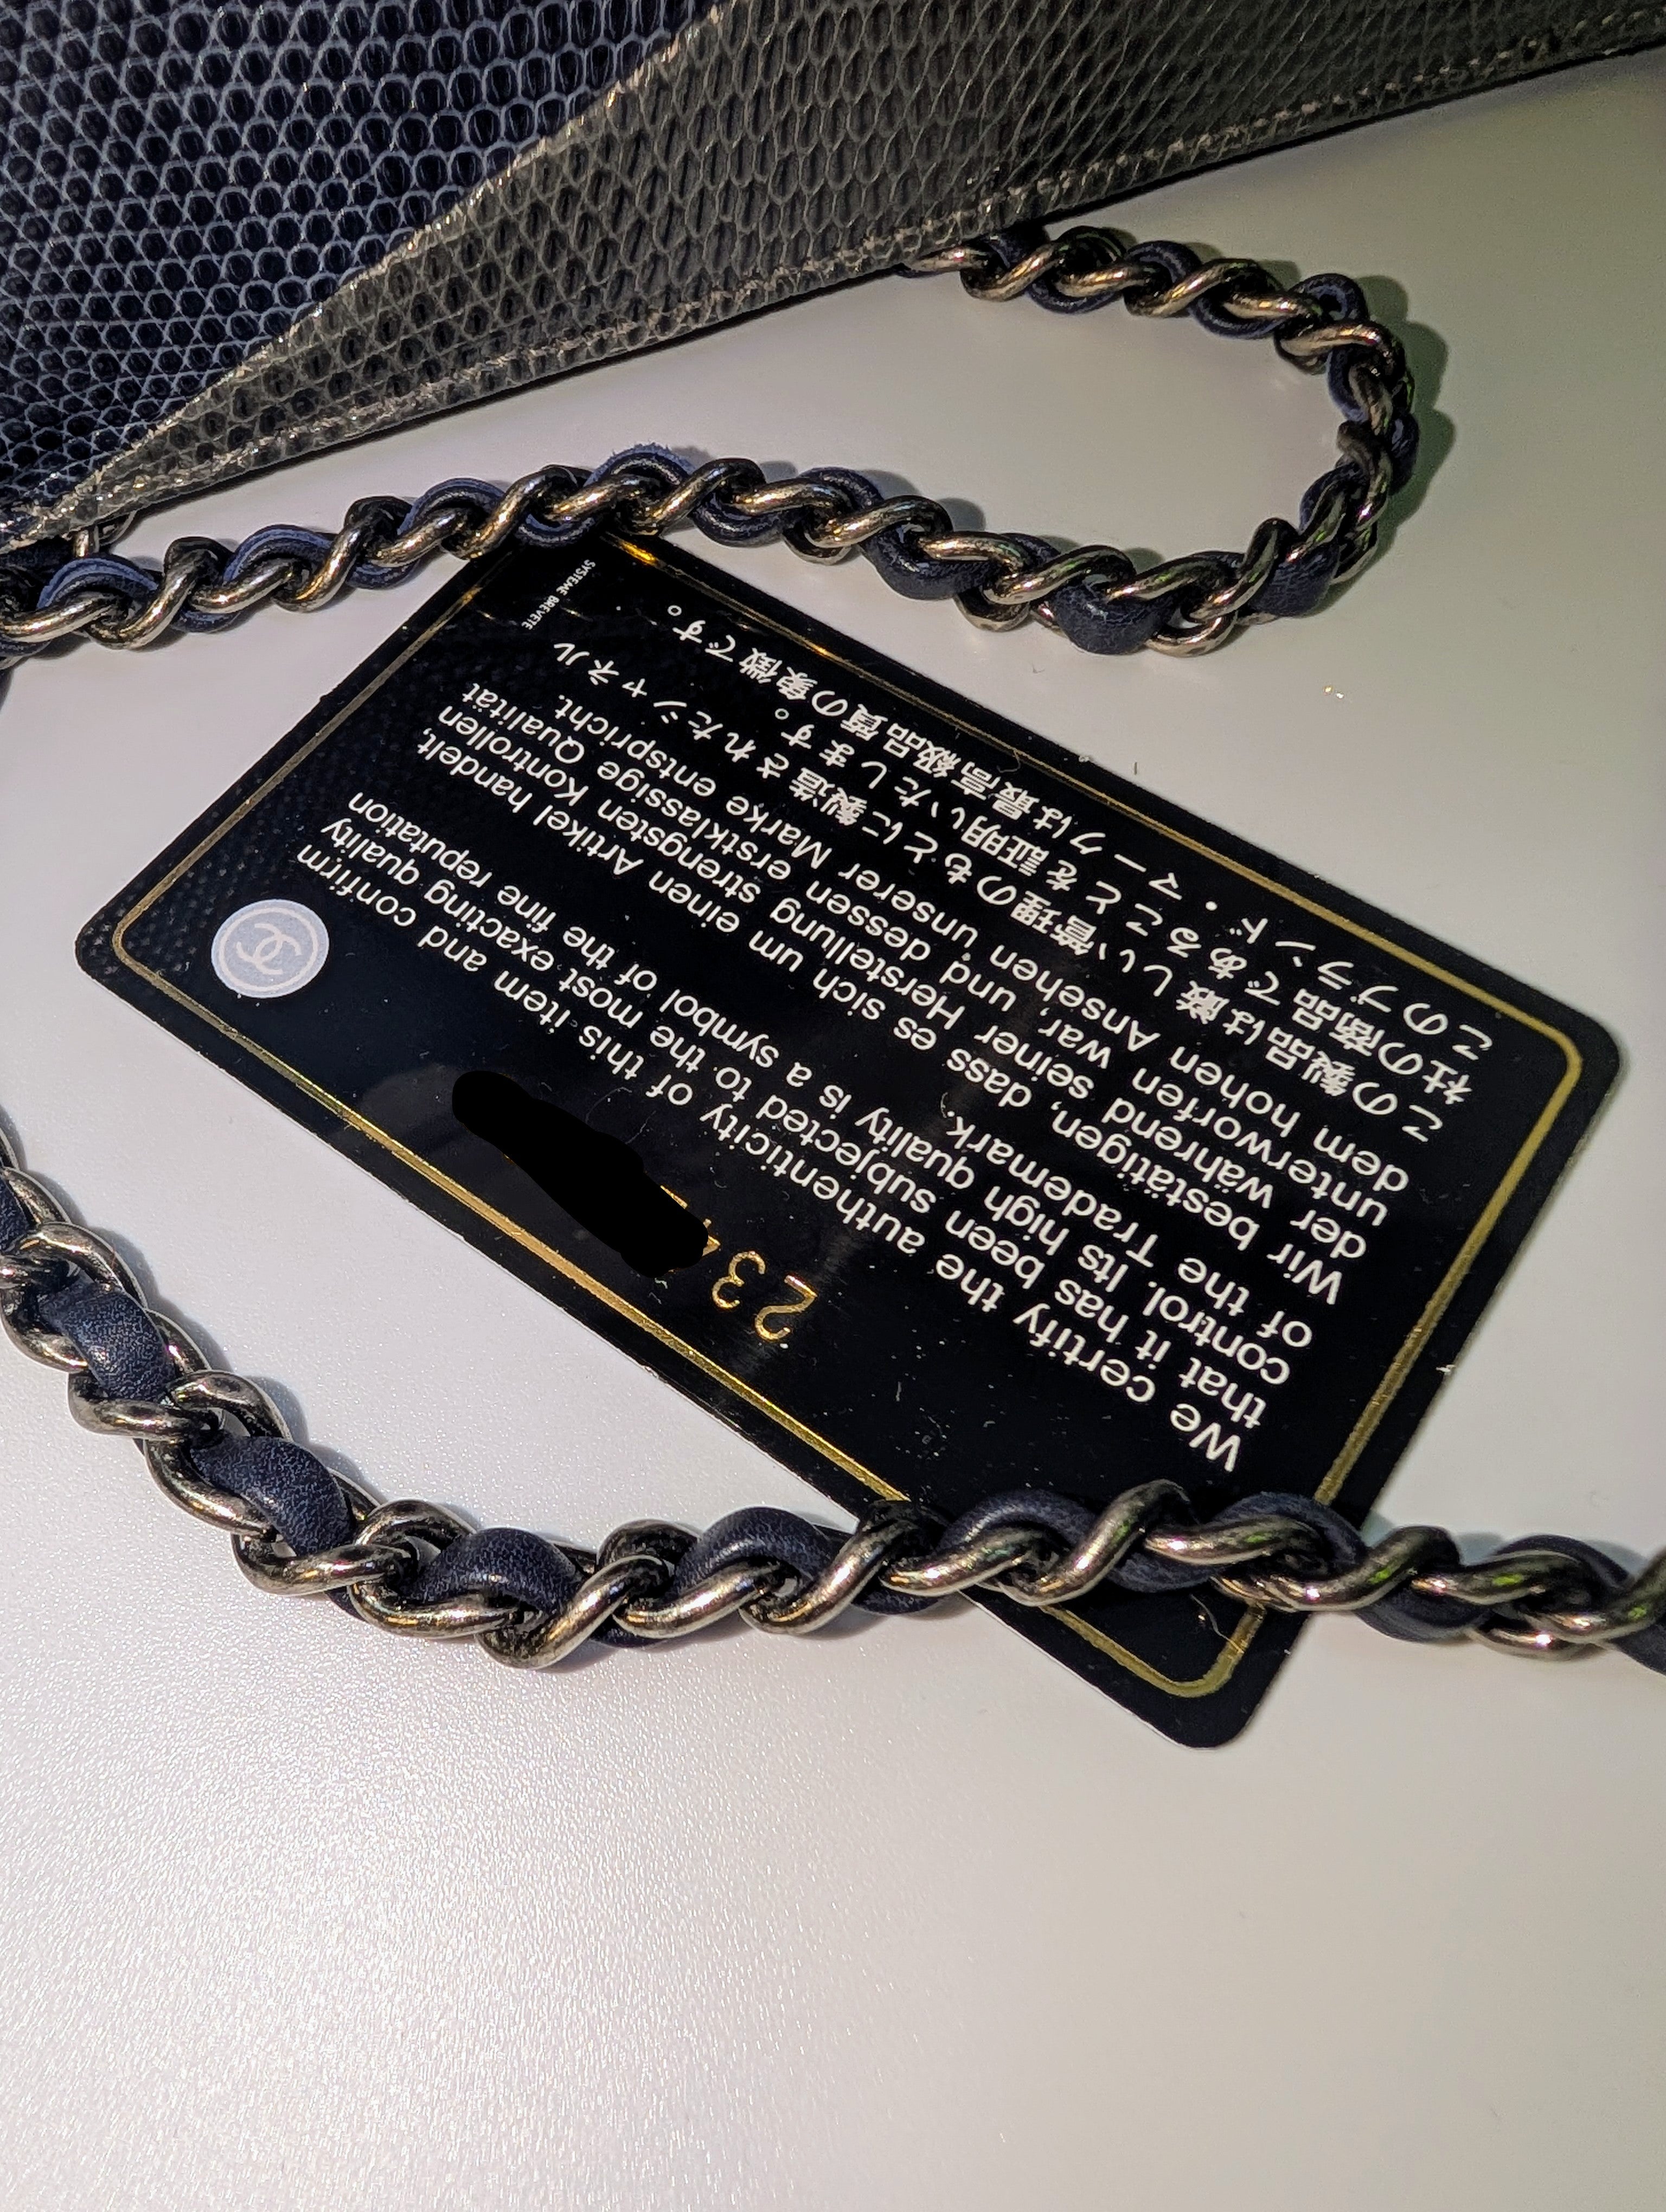 23
We certify the authenticity of this item and confirm
that it has been subjected to the most exacting quality
control. Its high quality is a symbol of the fine reputation
of the Trademark.
Wir bestätigen, dass es sich um einen Artikel handelt,
der während seiner Herstellung strengsten Kontrollen
unterworfen war, und dessen erstklassige Qualität
dem hohen Ansehen unserer Marke entspricht.
この製品は厳しい管理のもとに製造されたシャネル
社の商品であることを証明いたします。
このブランド・マークは最高級品質の象徴です。
SYSTEME BREVETE